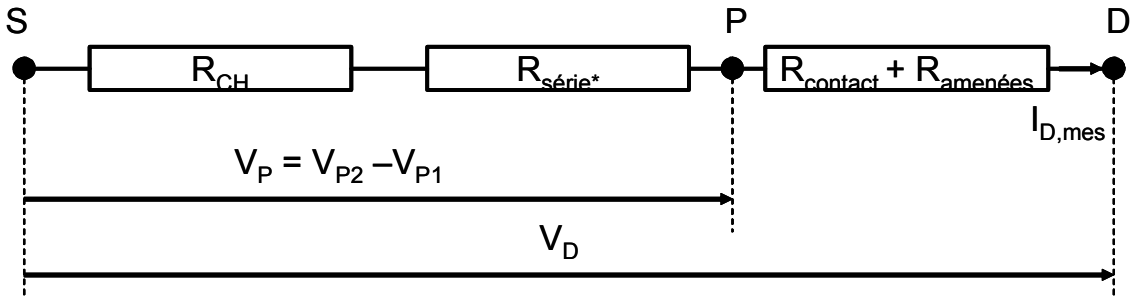 S P D
R_CH R_série* R_contact + R_amenées
I_D,mes
V_P = V_P2 –V_P1
V_D